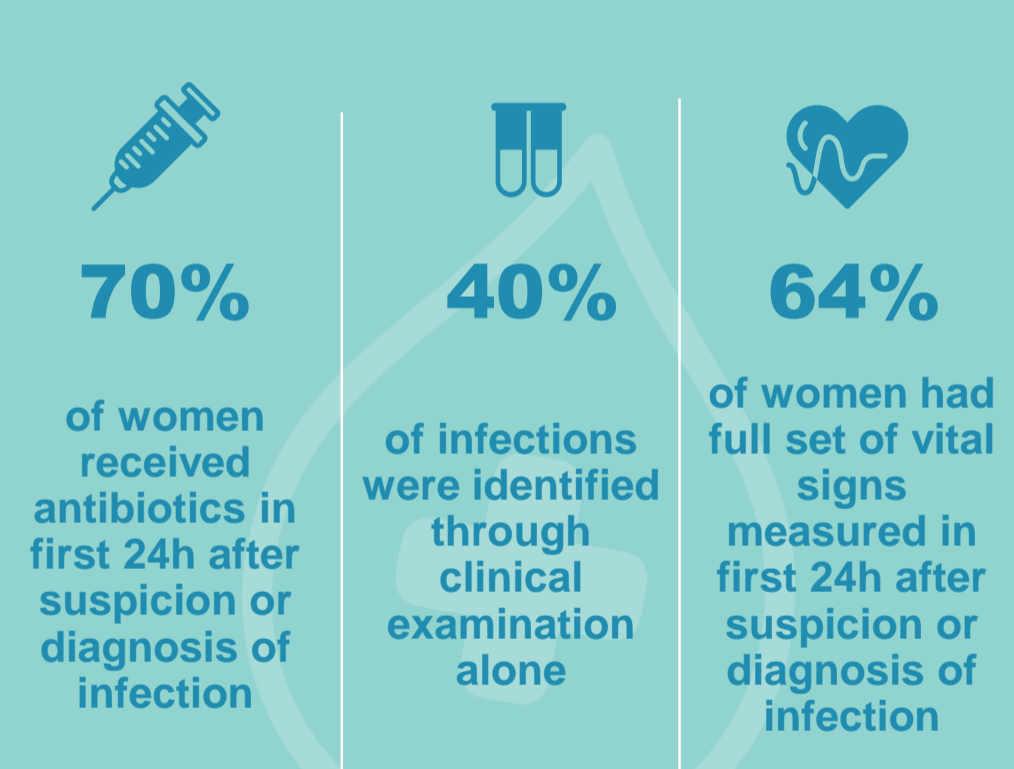 70%
of women
received
antibiotics in
first 24h after
suspicion or
diagnosis of
infection
40%
of infections
were identified
through
clinical
examination
alone
64%
of women had
full set of vital
signs
measured in
first 24h after
suspicion or
diagnosis of
infection